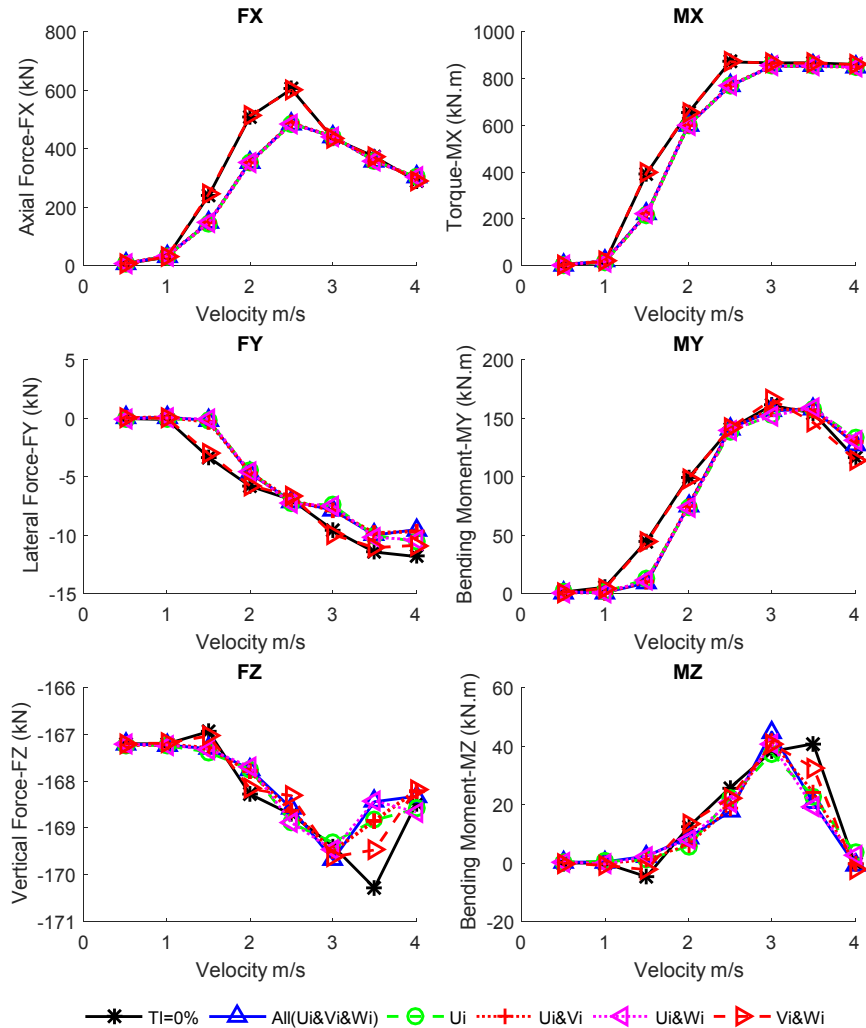 FX
Axial Force-FX (kN)
800
600
400
200
0
0 1 2 3 4
Velocity m/s
MX
Torque-MX (kN.m)
1000
800
600
400
200
0
0 1 2 3 4
Velocity m/s
FY
Lateral Force-FY (kN)
5
0
-5
-10
-15
0 1 2 3 4
Velocity m/s
MY
Bending Moment-MY (kN.m)
200
150
100
50
0
0 1 2 3 4
Velocity m/s
FZ
Vertical Force-FZ (kN)
-166
-167
-168
-169
-170
-171
0 1 2 3 4
Velocity m/s
MZ
Bending Moment-MZ (kN.m)
60
40
20
0
-20
0 1 2 3 4
Velocity m/s
TI=0% All(Ui&Vi&Wi) Ui Ui&Vi Ui&Wi Vi&Wi